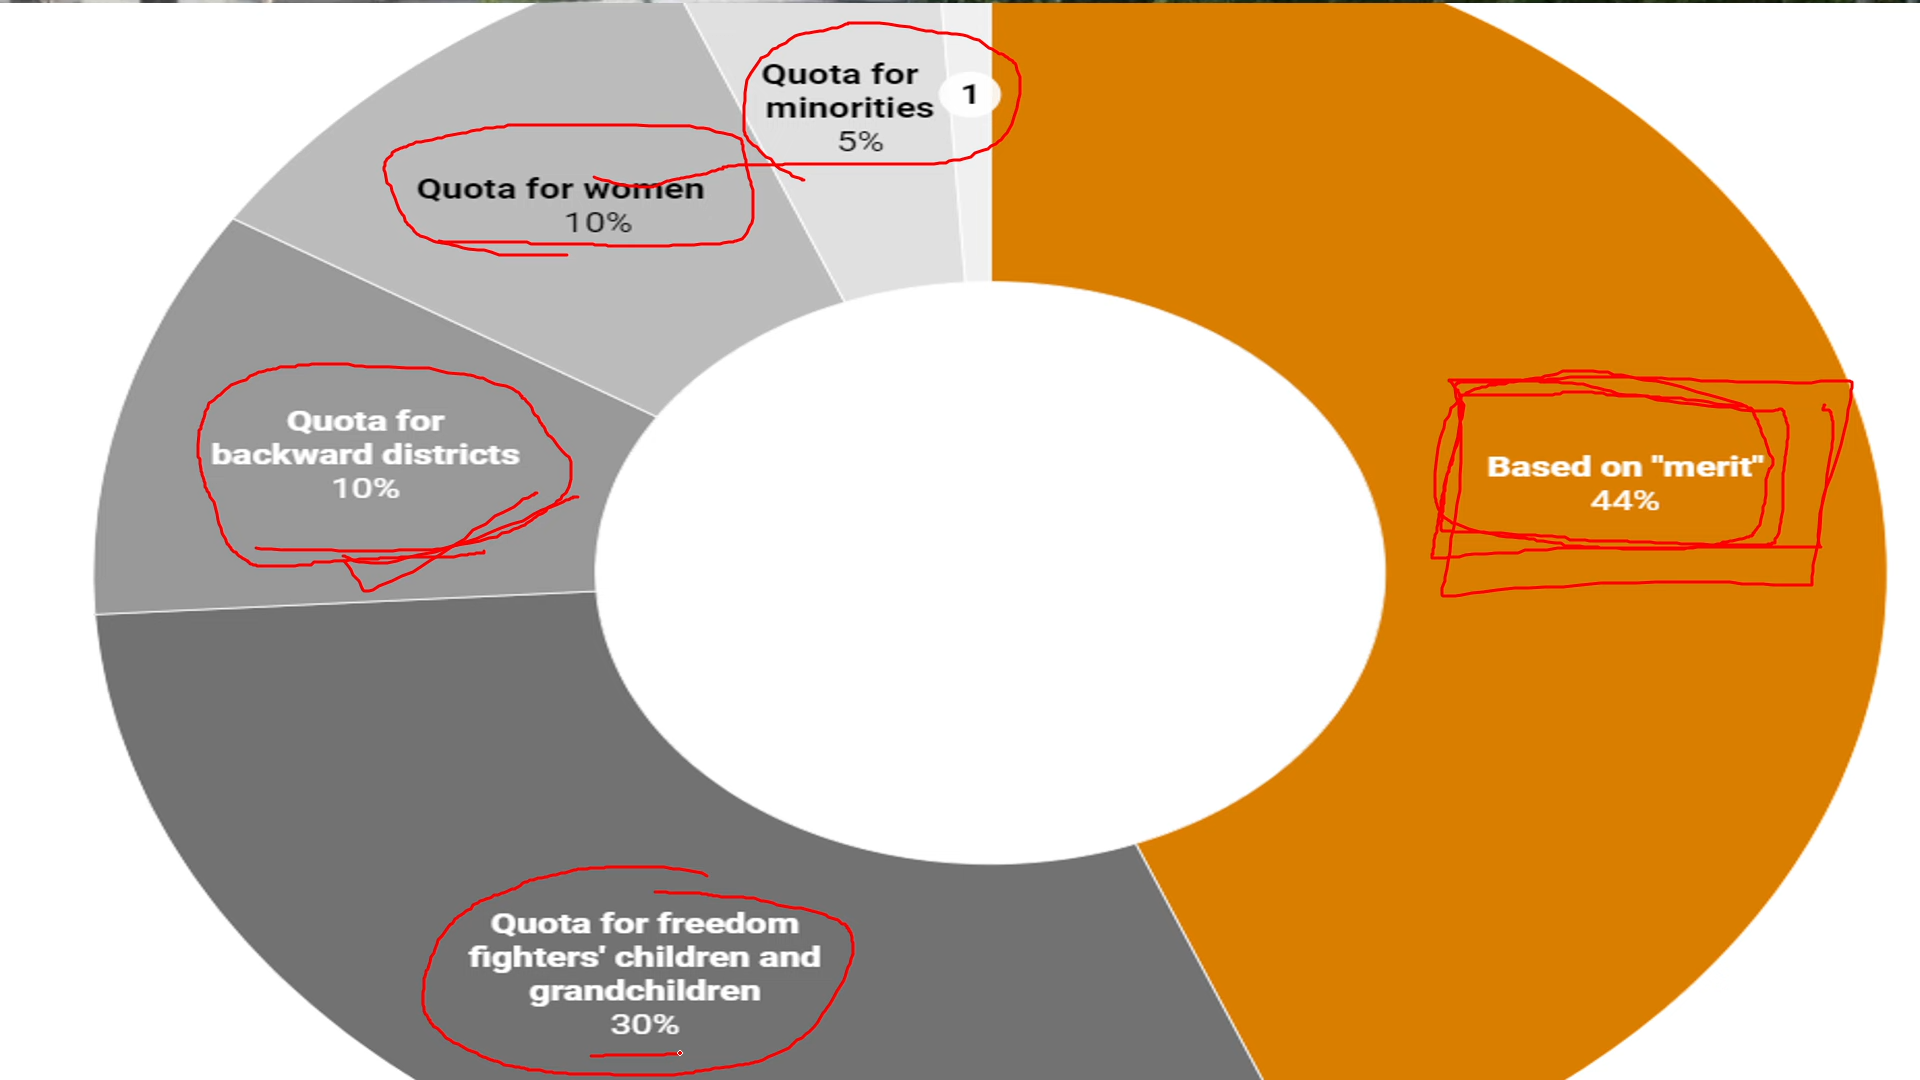 Quota for
minorities
5%
1
Quota for women
10%
Quota for
backward districts
10%
Based on "merit"
44%
Quota for freedom
fighters' children and
grandchildren
30%